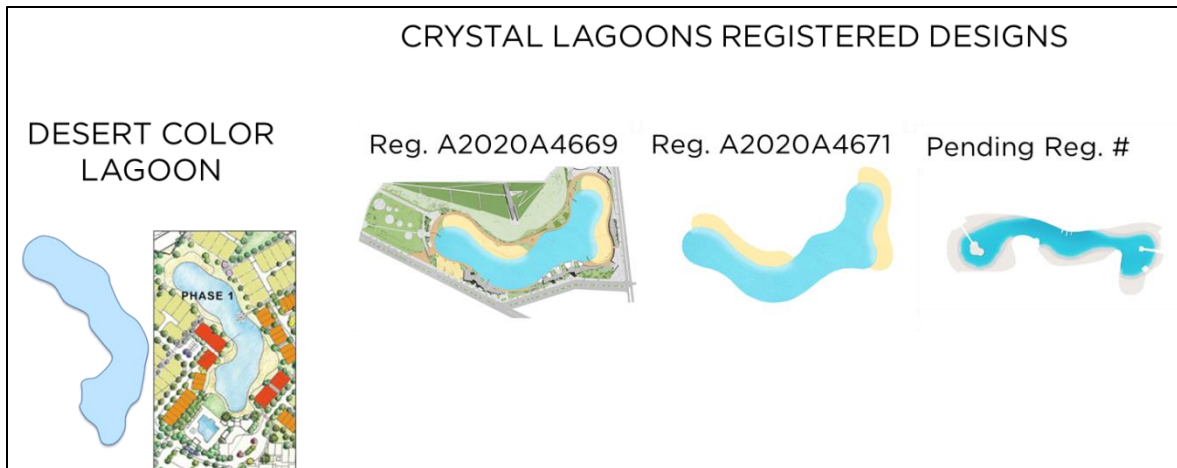 CRYSTAL LAGOONS REGISTERED DESIGNS
DESERT COLOR
LAGOON
PHASE 1
Reg. A2020A4669
Reg. A2020A4671
Pending Reg. #